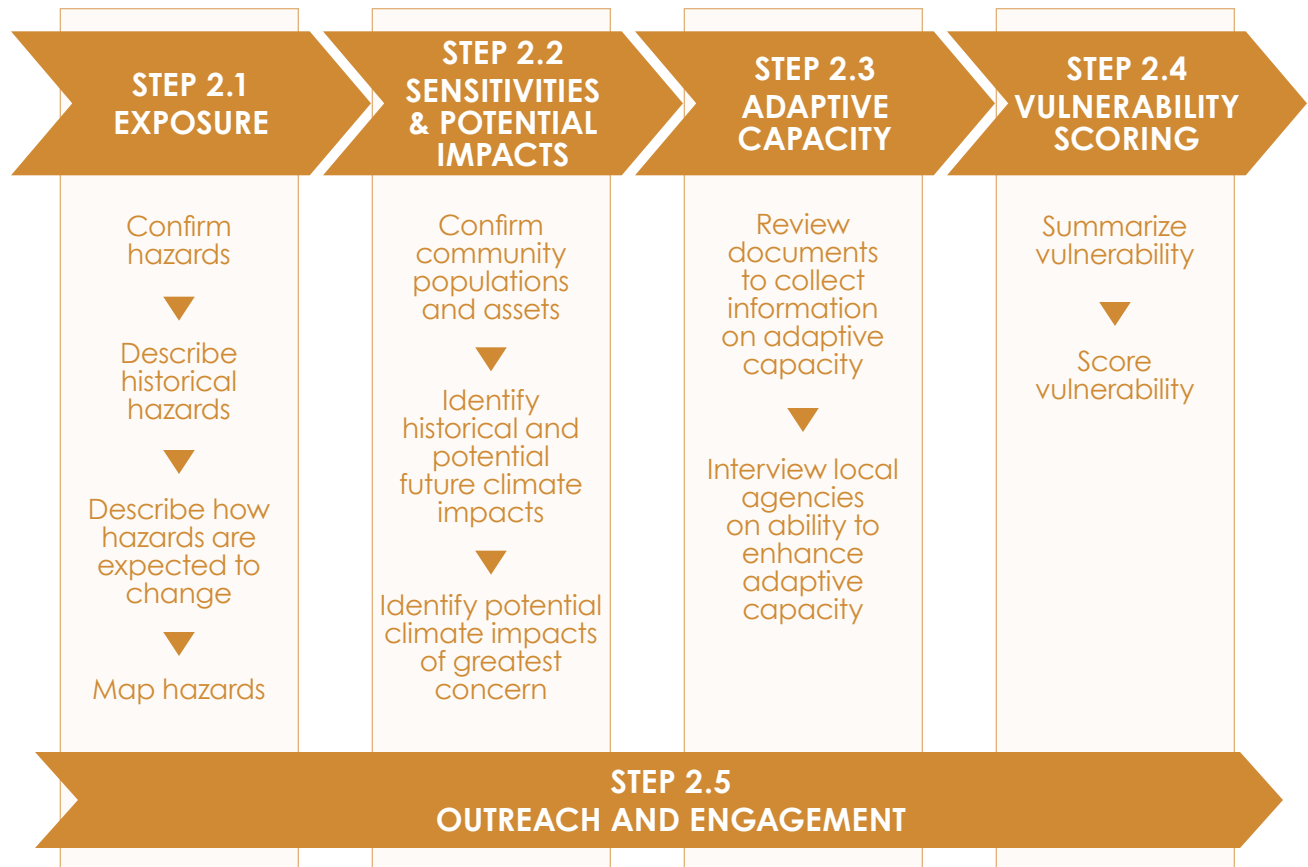 STEP 2.1
EXPOSURE
Confirm
hazards
Describe
historical
hazards
Describe how
hazards are
expected to
change
Map hazards
STEP 2.2
SENSITIVITIES
& POTENTIAL
IMPACTS
Confirm
community
populations
and assets
Identify
historical and
potential
future climate
impacts
Identify potential
climate impacts
of greatest
concern
STEP 2.3
ADAPTIVE
CAPACITY
Review
documents
to collect
information
on adaptive
capacity
Interview local
agencies
on ability to
enhance
adaptive
capacity
STEP 2.4
VULNERABILITY
SCORING
Summarize
vulnerability
Score
vulnerability
STEP 2.5
OUTREACH AND ENGAGEMENT